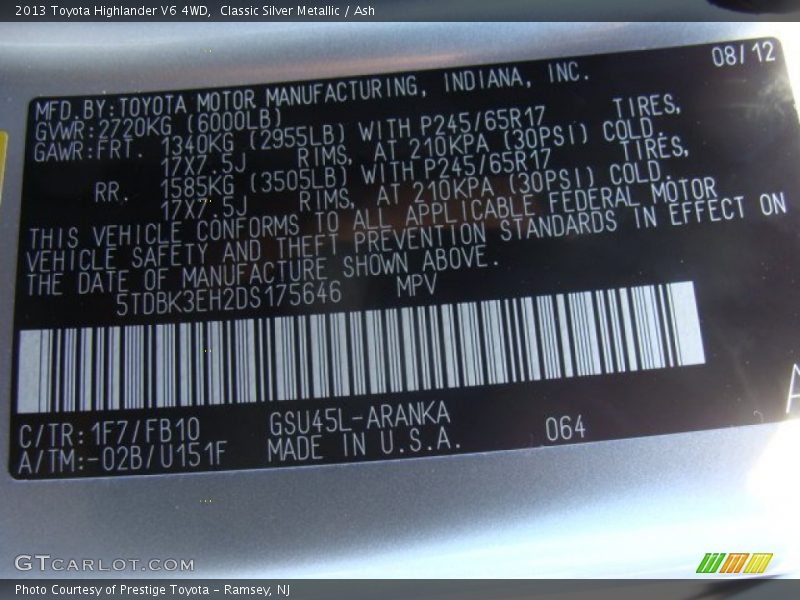 2013 Toyota Highlander V6 4WD,  Classic Silver Metallic / Ash
08/12
MFD.BY:TOYOTA MOTOR MANUFACTURING, INDIANA, INC.
GVWR:2720KG (6000LB)
GAWR:FRT. 1340KG (2955LB) WITH P245/65R17 TIRES,
17X7.5J RIMS, AT 210KPA (30PSI) COLD.
RR. 1585KG (3505LB) WITH P245/65R17 TIRES,
17X7.5J RIMS, AT 210KPA (30PSI) COLD.
THIS VEHICLE CONFORMS TO ALL APPLICABLE FEDERAL MOTOR
VEHICLE SAFETY AND THEFT PREVENTION STANDARDS IN EFFECT ON
THE DATE OF MANUFACTURE SHOWN ABOVE.
5TDBK3EH2DS175646 MPV
C/TR:1F7/FB10 GSU45L-ARANKA 064
A/TM:-02B/U151F MADE IN U.S.A.
A
GTCARLOT.COM
Photo Courtesy of Prestige Toyota - Ramsey, NJ